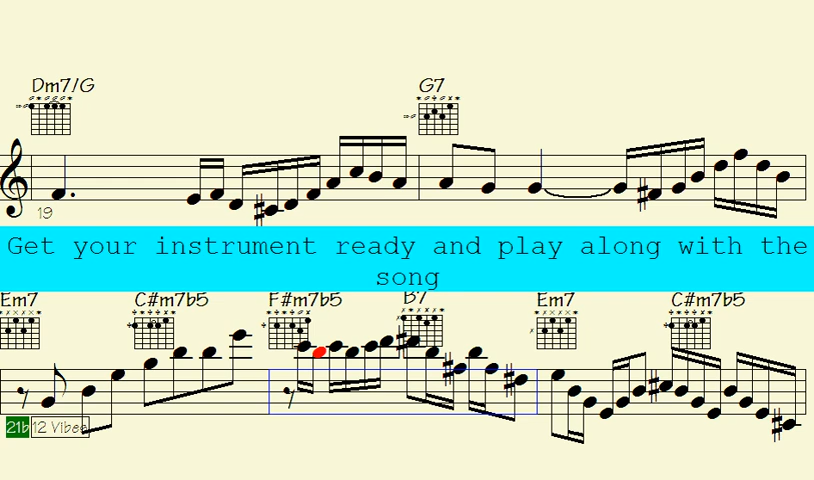 Dm7/G G7
19
Get your instrument ready and play along with the
song
Em7 C#m7b5 F#m7b5 B7 Em7 C#m7b5
21b 12 Vibes